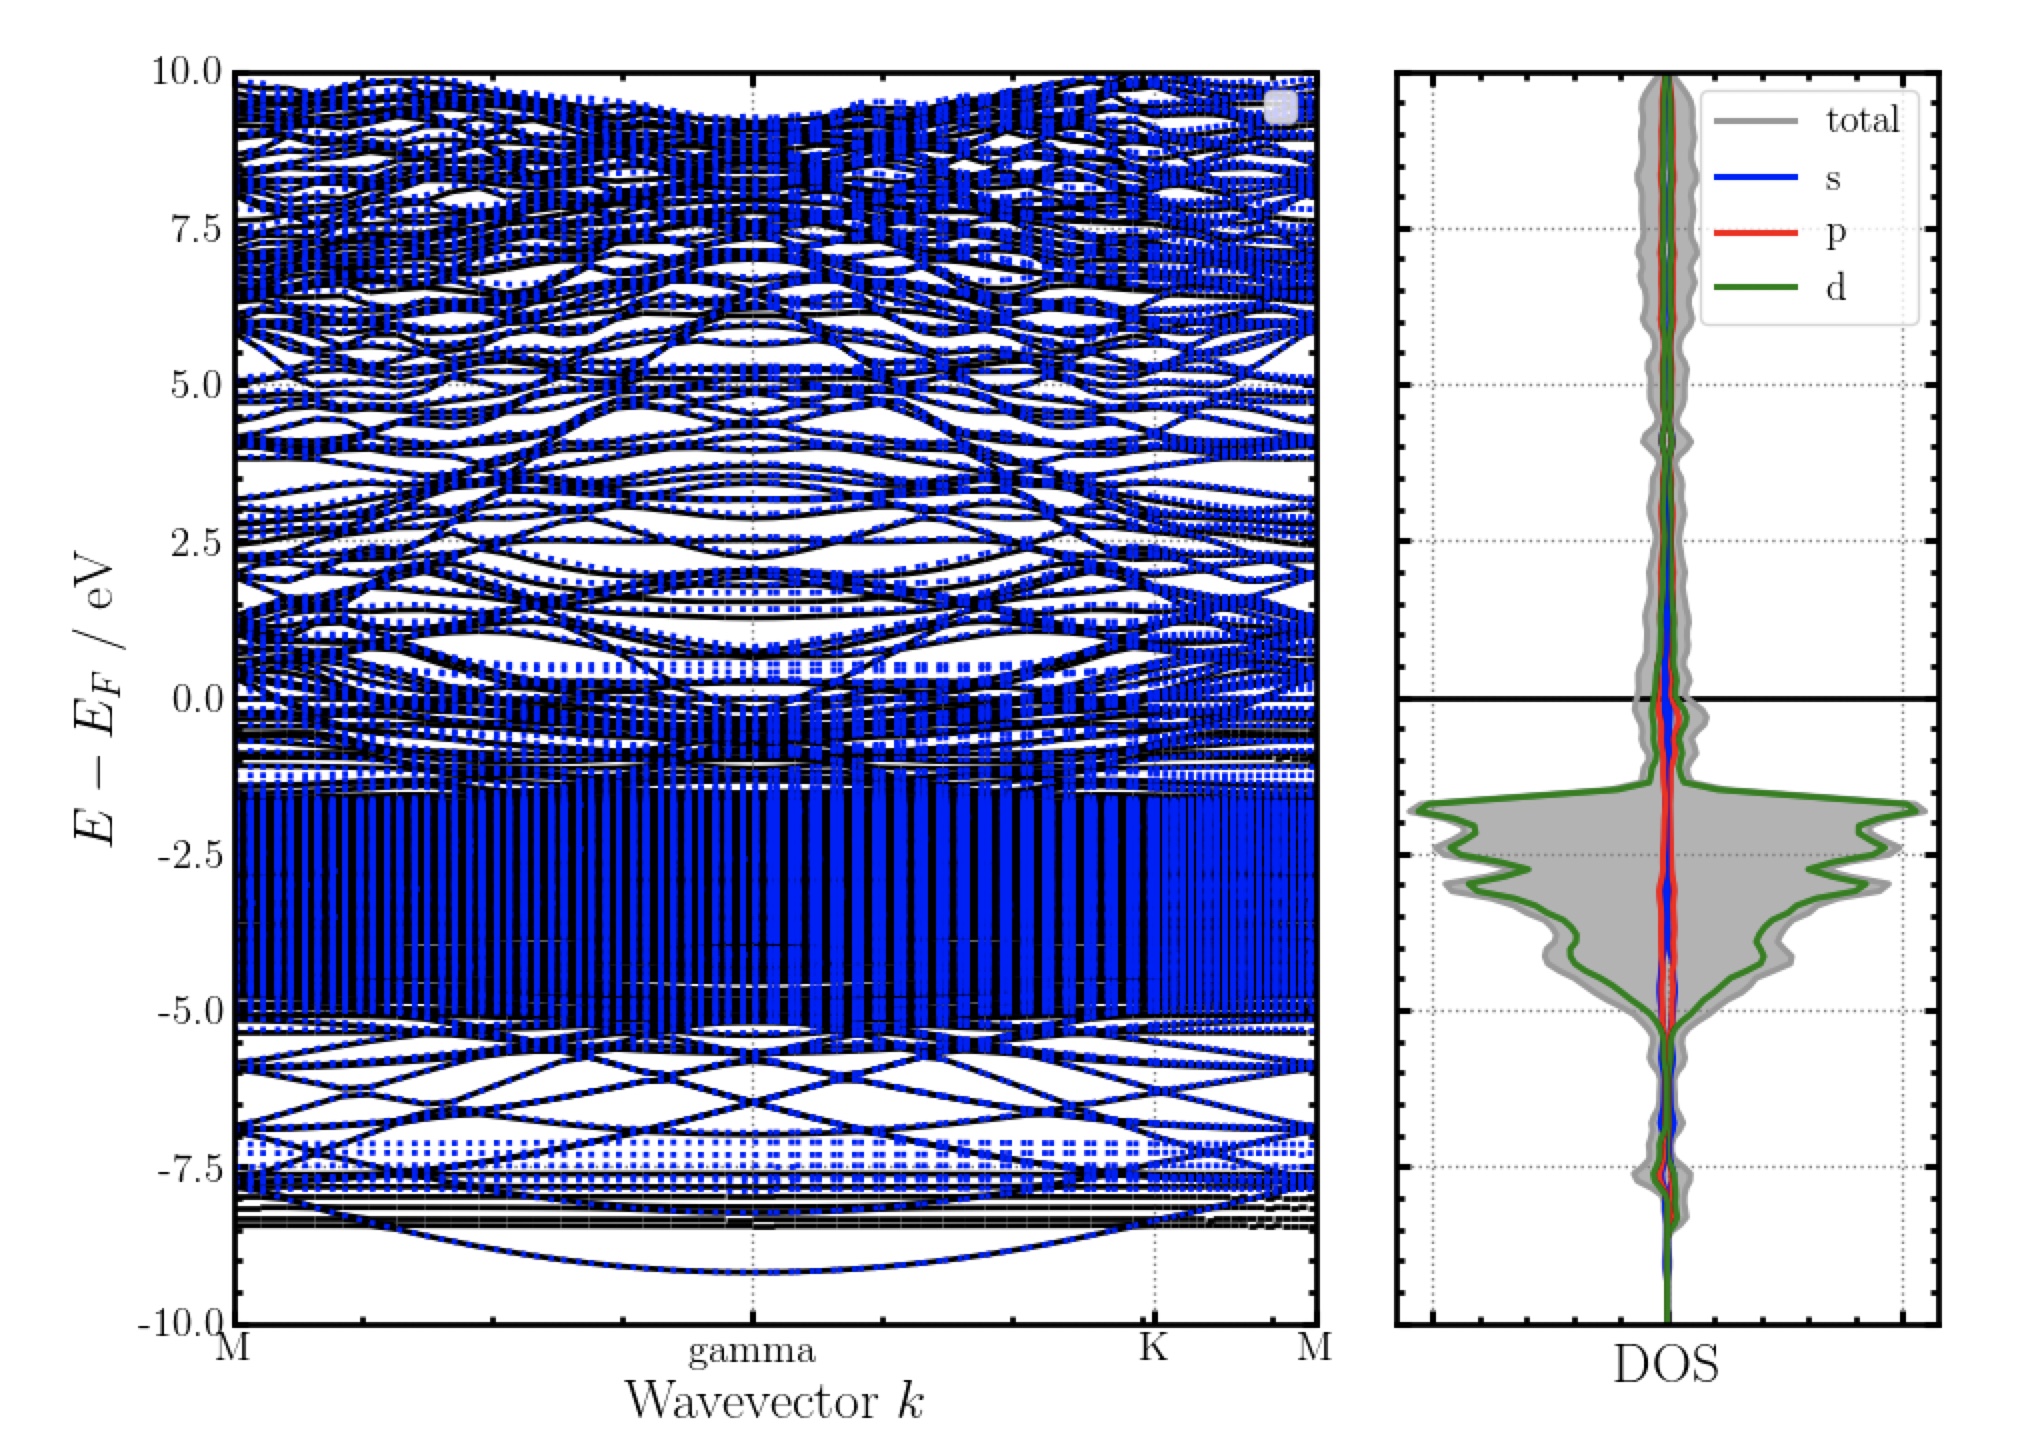 10.0
7.5
5.0
2.5
0.0
-2.5
-5.0
-7.5
-10.0
E − E_F / eV
M gamma K M
Wavevector k
total
s
p
d
DOS